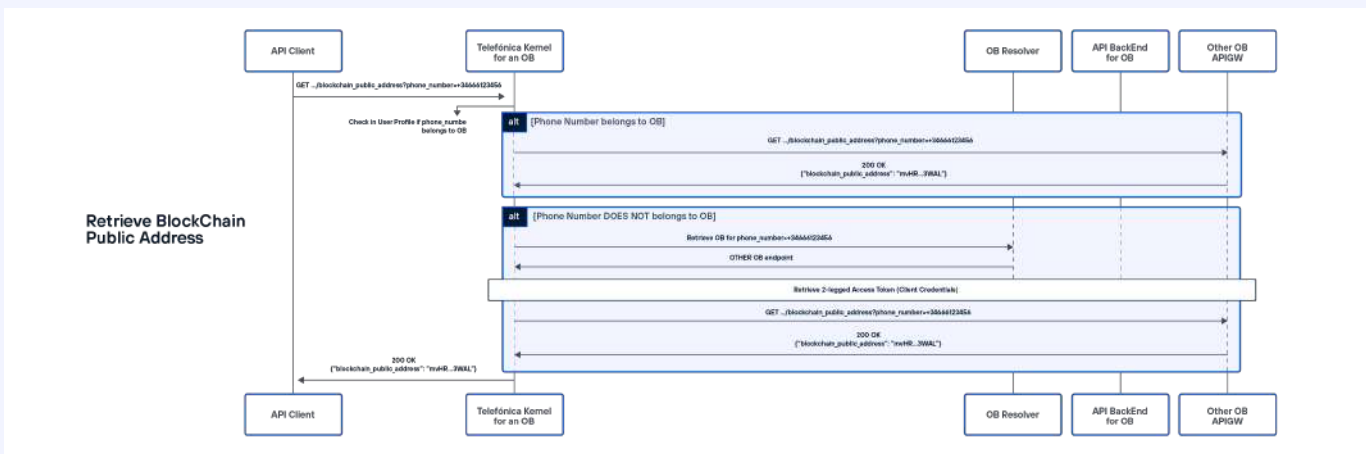 API Client
Telefónica Kernel
for an OB
OB Resolver
API BackEnd
for OB
Other OB
APIGW
GET .../blockchain_public_address?phone_number=+34666123456
Check in User Profile if phone_numbe
belongs to OB
alt
[Phone Number belongs to OB]
GET .../blockchain_public_address?phone_number=+34666123456
200 OK
{"blockchain_public_address": "mvHR...3WAL"}
Retrieve BlockChain
Public Address
alt
[Phone Number DOES NOT belongs to OB]
Retrieve OB for phone_number=+34666123456
OTHER OB endpoint
Retrieve 2-legged Access Token (Client Credentials)
GET .../blockchain_public_address?phone_number=+34666123456
200 OK
{"blockchain_public_address": "mvHR...3WAL"}
200 OK
{"blockchain_public_address": "mvHR...3WAL"}
API Client
Telefónica Kernel
for an OB
OB Resolver
API BackEnd
for OB
Other OB
APIGW